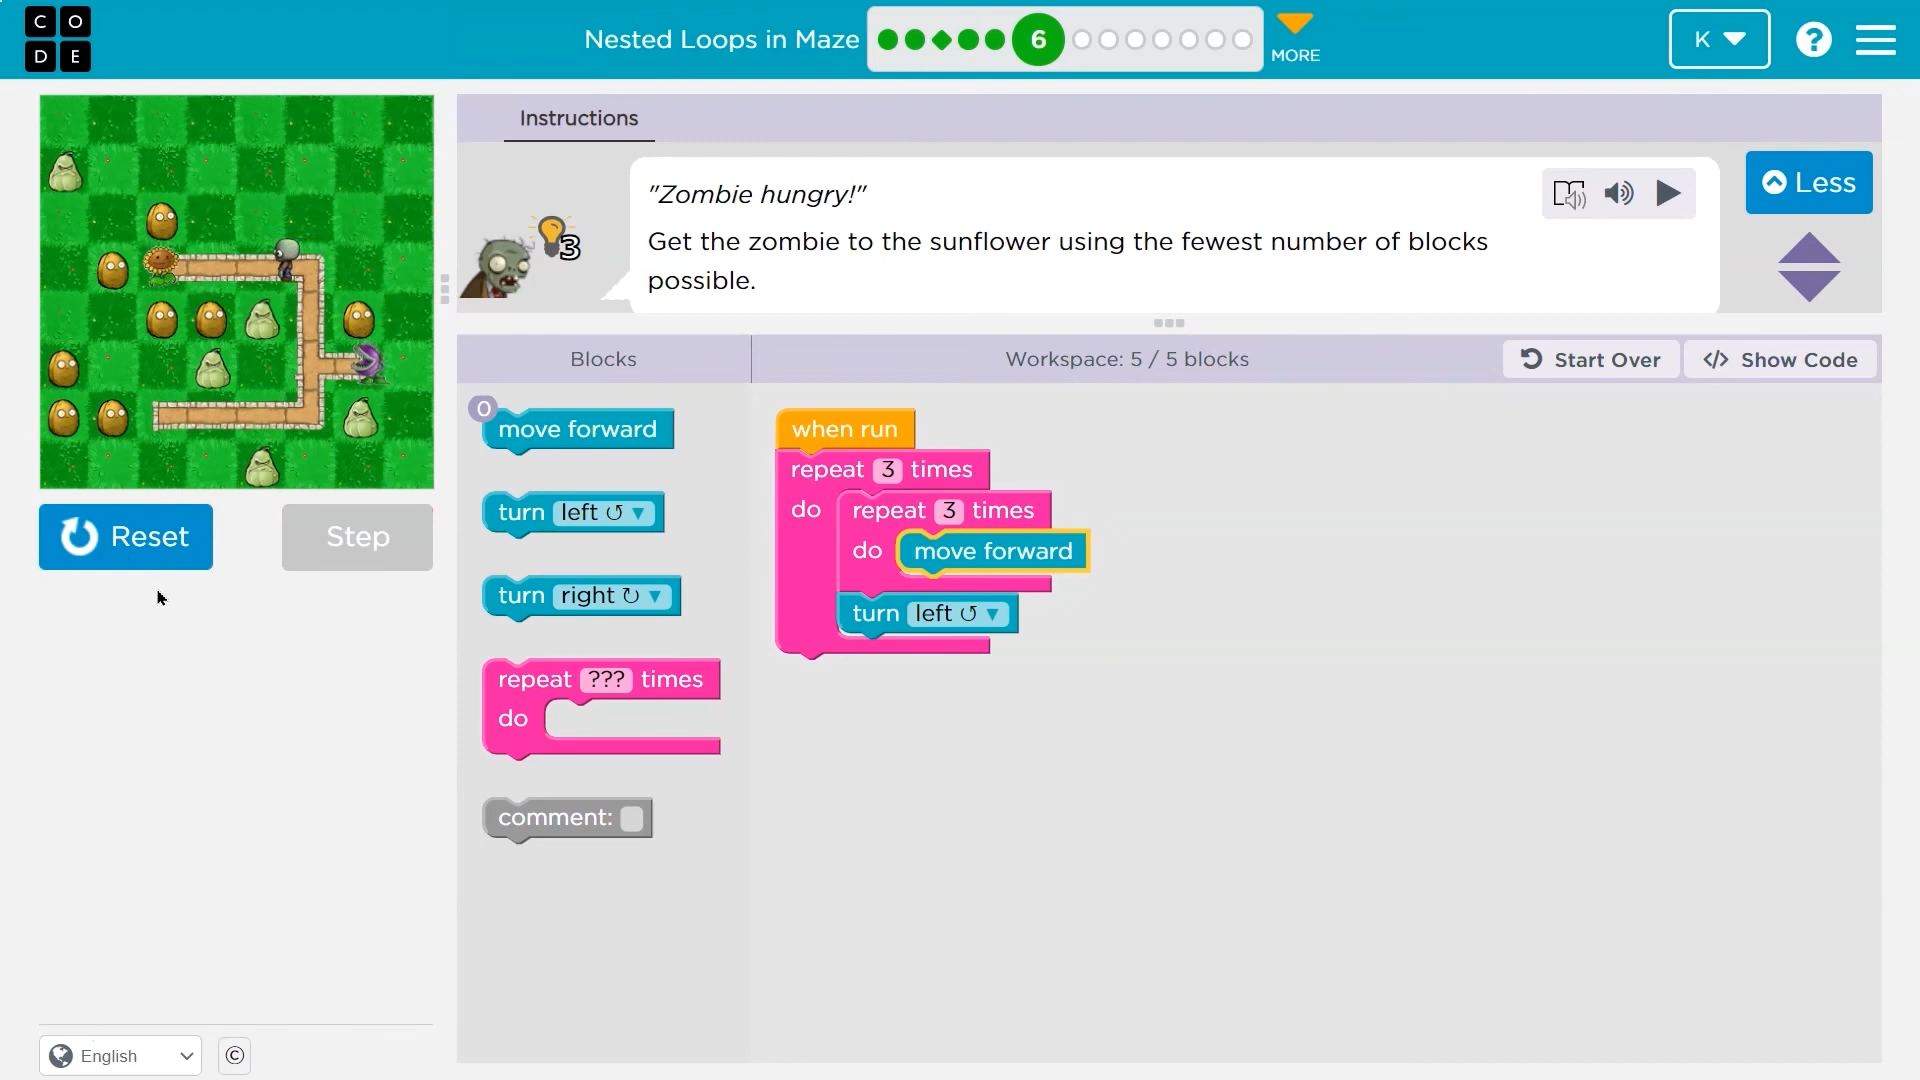 C O
D E
Nested Loops in Maze
6
MORE
K
?
Instructions
"Zombie hungry!"
Get the zombie to the sunflower using the fewest number of blocks
possible.
3
Less
Blocks
Workspace: 5 / 5 blocks
Start Over
</> Show Code
0
move forward
turn left ↺ ▼
turn right ↻ ▼
repeat ??? times
do
comment:
when run
repeat 3 times
do
repeat 3 times
do
move forward
turn left ↺ ▼
Reset
Step
English
©